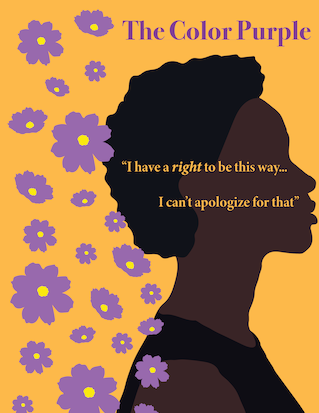 The Color Purple
“I have a right to be this way...
I can’t apologize for that”